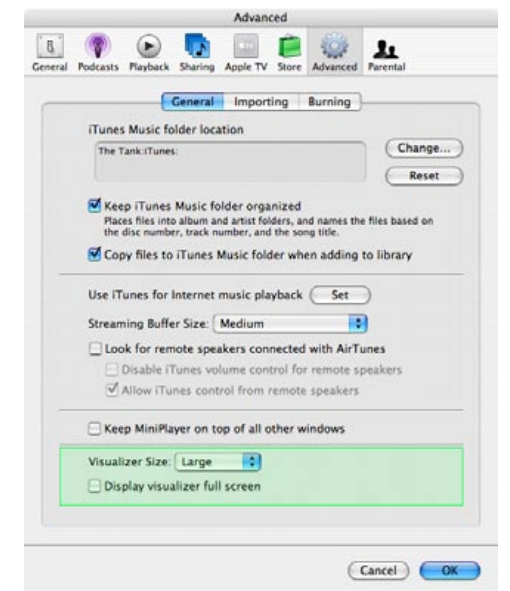 Advanced
General Podcasts Playback Sharing Apple TV Store Advanced Parental
General Importing Burning
iTunes Music folder location
The Tank:iTunes:
Change...
Reset
Keep iTunes Music folder organized
Places files into album and artist folders, and names the files based on
the disc number, track number, and the song title.
Copy files to iTunes Music folder when adding to library
Use iTunes for Internet music playback Set
Streaming Buffer Size: Medium
Look for remote speakers connected with AirTunes
Disable iTunes volume control for remote speakers
Allow iTunes control from remote speakers
Keep MiniPlayer on top of all other windows
Visualizer Size: Large
Display visualizer full screen
Cancel OK